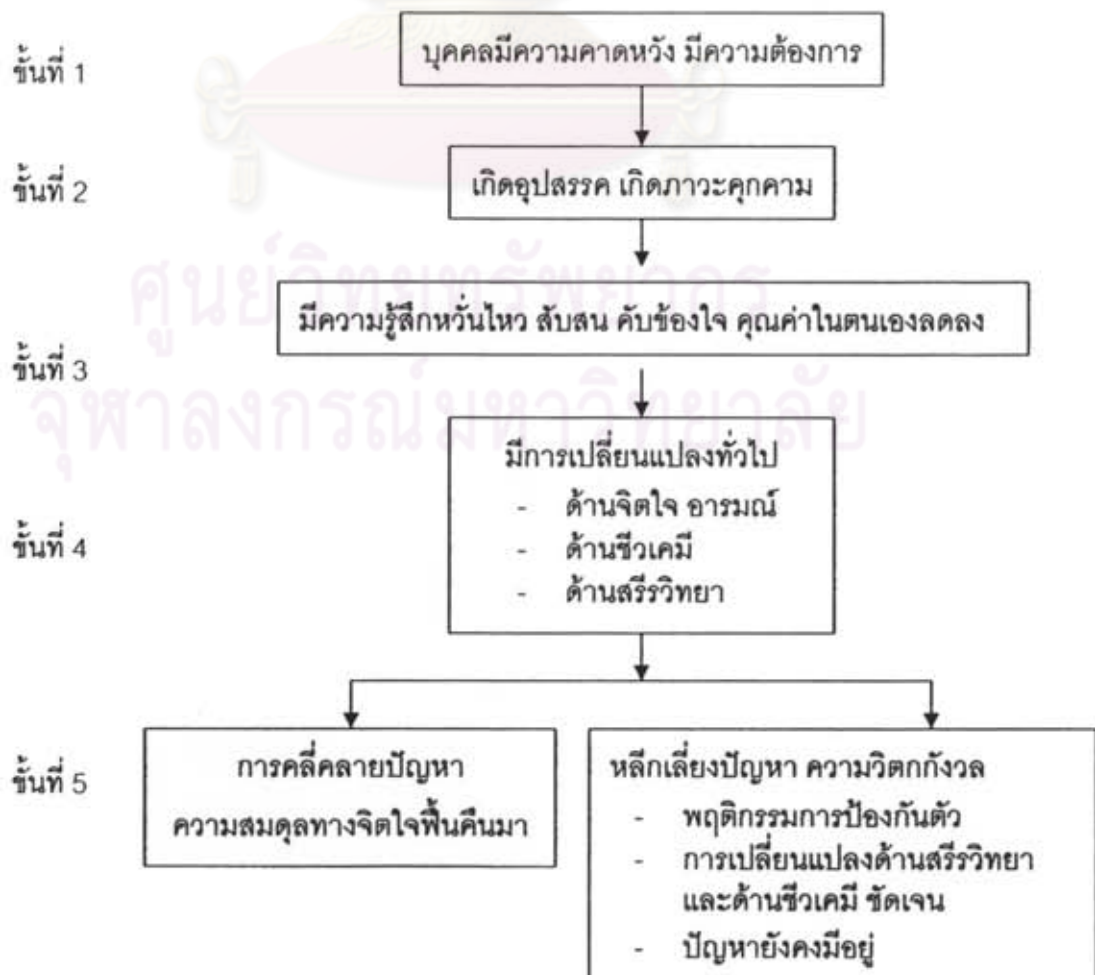 ขั้นที่ 1
บุคคลมีความคาดหวัง มีความต้องการ
ขั้นที่ 2
เกิดอุปสรรค เกิดภาวะคุกคาม
ศูนย์วิทยทรัพยากร
มีความรู้สึกหวั่นไหว สับสน คับข้องใจ คุณค่าในตนเองลดลง
ขั้นที่ 3
จุฬาลงกรณ์มหาวิทยาลัย
มีการเปลี่ยนแปลงทั่วไป
- ด้านจิตใจ อารมณ์
ขั้นที่ 4
- ด้านชีวเคมี
- ด้านสรีรวิทยา
ขั้นที่ 5
การคลี่คลายปัญหา
ความสมดุลทางจิตใจฟื้นคืนมา
หลีกเลี่ยงปัญหา ความวิตกกังวล
- พฤติกรรมการป้องกันตัว
- การเปลี่ยนแปลงด้านสรีรวิทยา
และด้านชีวเคมี ชัดเจน
- ปัญหายังคงมีอยู่